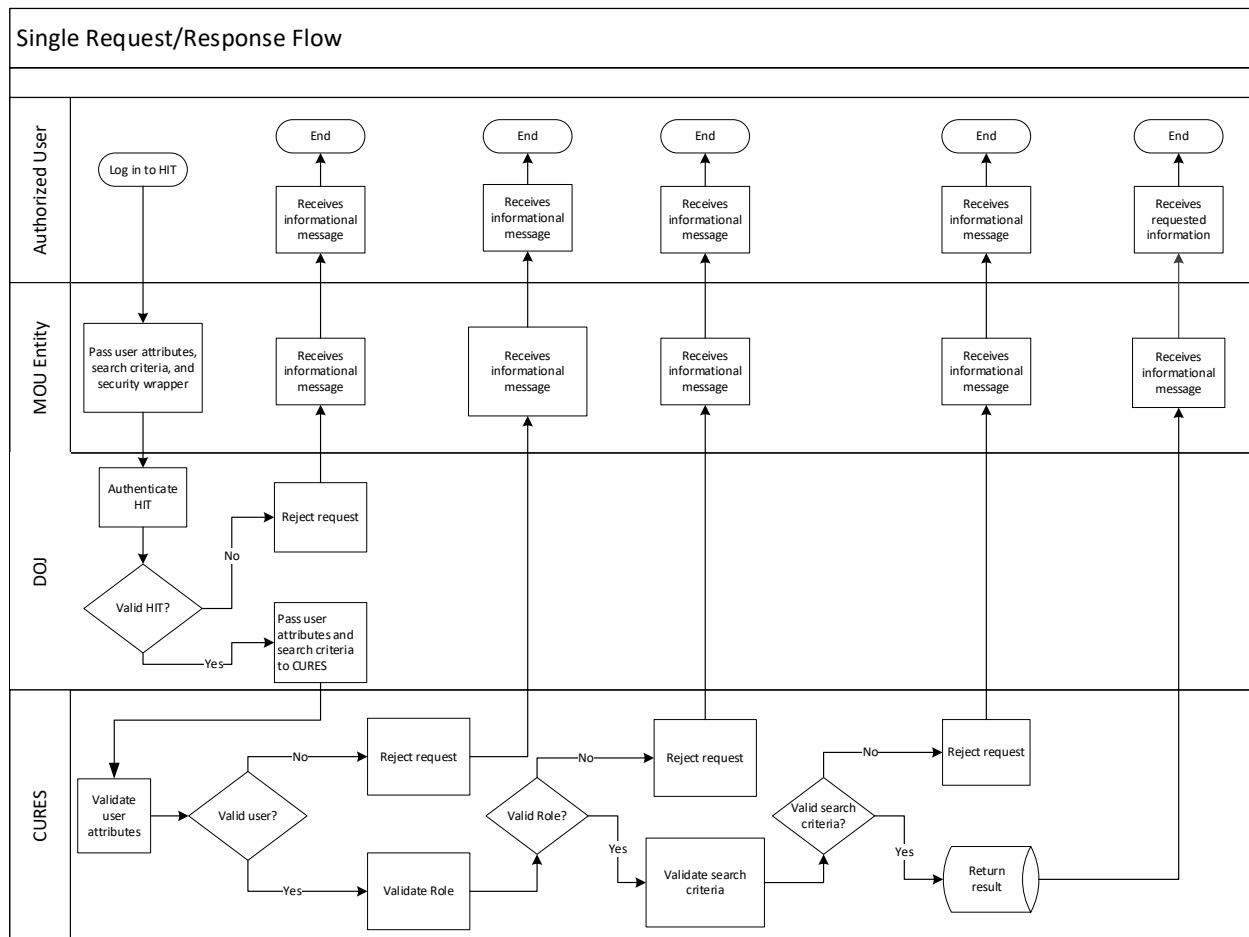 Single Request/Response Flow
Authorized User
Log in to HIT
End
End
End
End
End
Receives
informational
message
Receives
informational
message
Receives
informational
message
Receives
informational
message
Receives
requested
information
MOU Entity
Pass user attributes,
search criteria, and
security wrapper
Receives
informational
message
Receives
informational
message
Receives
informational
message
Receives
informational
message
Receives
informational
message
DOJ
Authenticate
HIT
Valid HIT?
No
Reject request
Yes
Pass user
attributes and
search criteria
to CURES
CURES
Validate
user
attributes
Valid user?
No
Reject request
Yes
Validate Role
Valid Role?
No
Reject request
Yes
Validate search
criteria
Valid search
criteria?
No
Reject request
Yes
Return
result